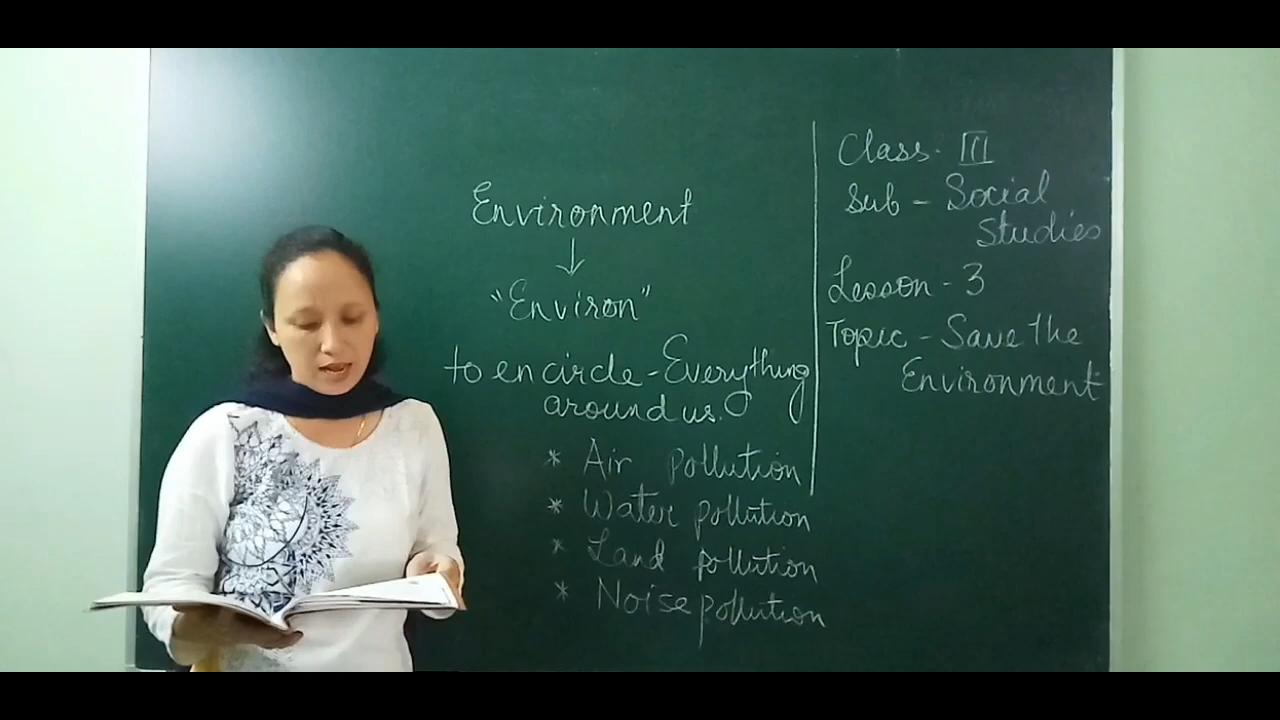 Environment
↓
"Environ"
to encircle - Everything
around us.
* Air pollution
* Water pollution
* Land pollution
* Noise pollution
Class - III
Sub - Social
Studies
Lesson - 3
Topic - Save the
Environment